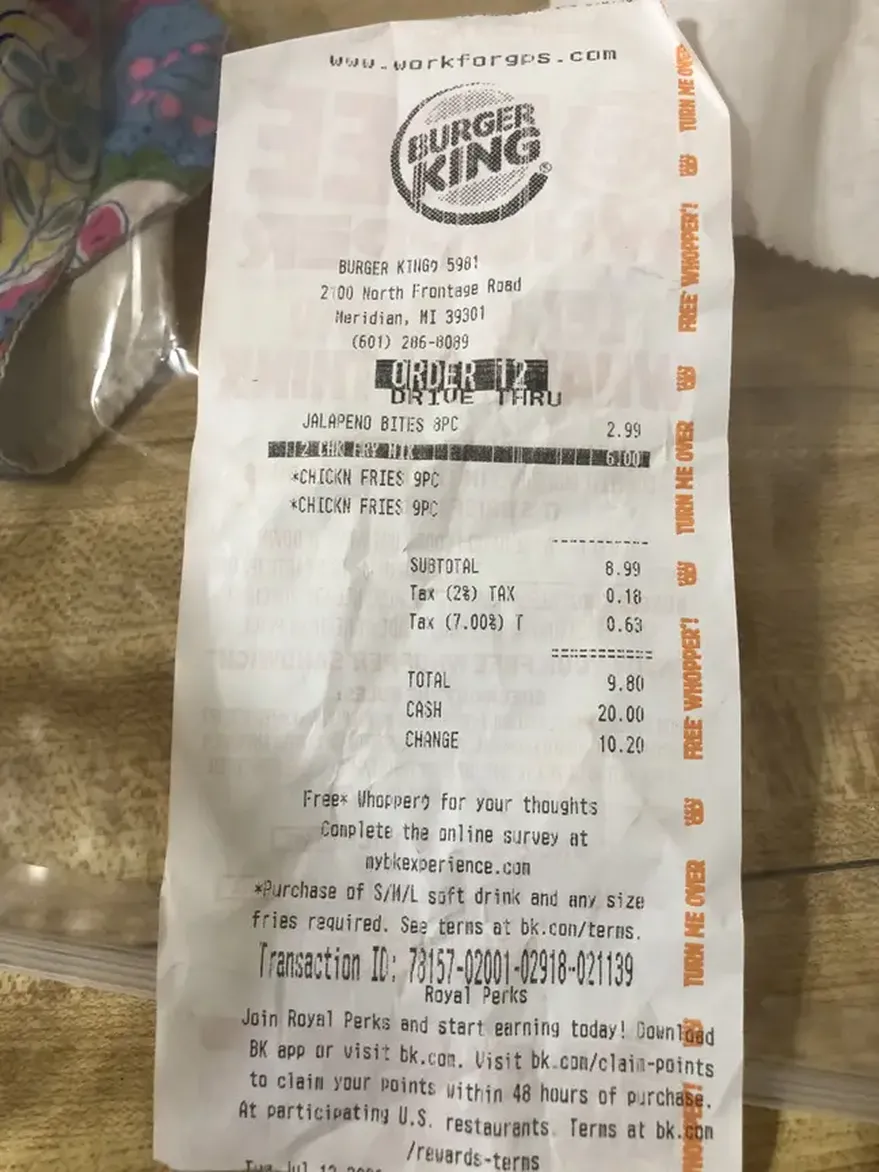 www.workforgps.com
BURGER
KING®
BURGER KING® 5981
2100 North Frontage Road
Meridian, MI 39301
(601) 286-8089
ORDER 12
DRIVE THRU
JALAPENO BITES 8PC 2.99
12 CHK FRY MIX 6.00
*CHICKN FRIES 9PC
*CHICKN FRIES 9PC
SUBTOTAL 8.99
Tax (2%) TAX 0.18
Tax (7.00%) T 0.63
TOTAL 9.80
CASH 20.00
CHANGE 10.20
Free* Whopper® for your thoughts
Complete the online survey at
mybkexperience.com
*Purchase of S/M/L soft drink and any size
fries required. See terms at bk.com/terms.
Transaction ID: 78157-02001-02918-021139
Royal Perks
Join Royal Perks and start earning today! Download
BK app or visit bk.com. Visit bk.com/claim-points
to claim your points within 48 hours of purchase.
At participating U.S. restaurants. Terms at bk.com
/rewards-terms
Tue Jul 12
TURN ME OVER
FREE WHOPPER!
TURN ME OVER
FREE WHOPPER!
TURN ME OVER